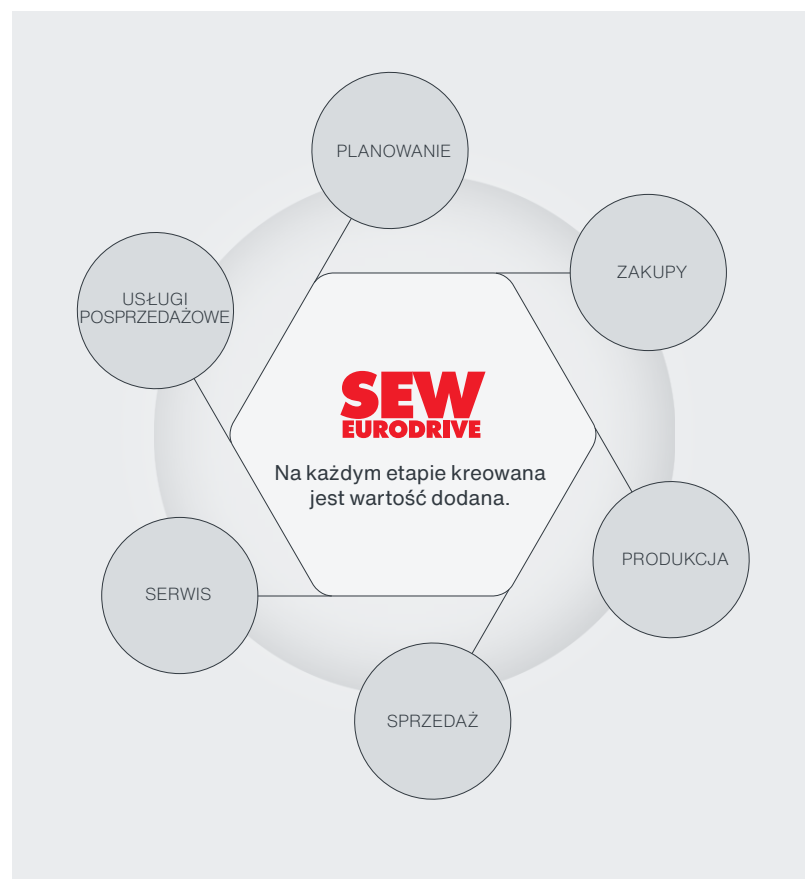 PLANOWANIE
ZAKUPY
USŁUGI
POSPRZEDAŻOWE
SEW
EURODRIVE
Na każdym etapie kreowana
jest wartość dodana.
PRODUKCJA
SERWIS
SPRZEDAŻ